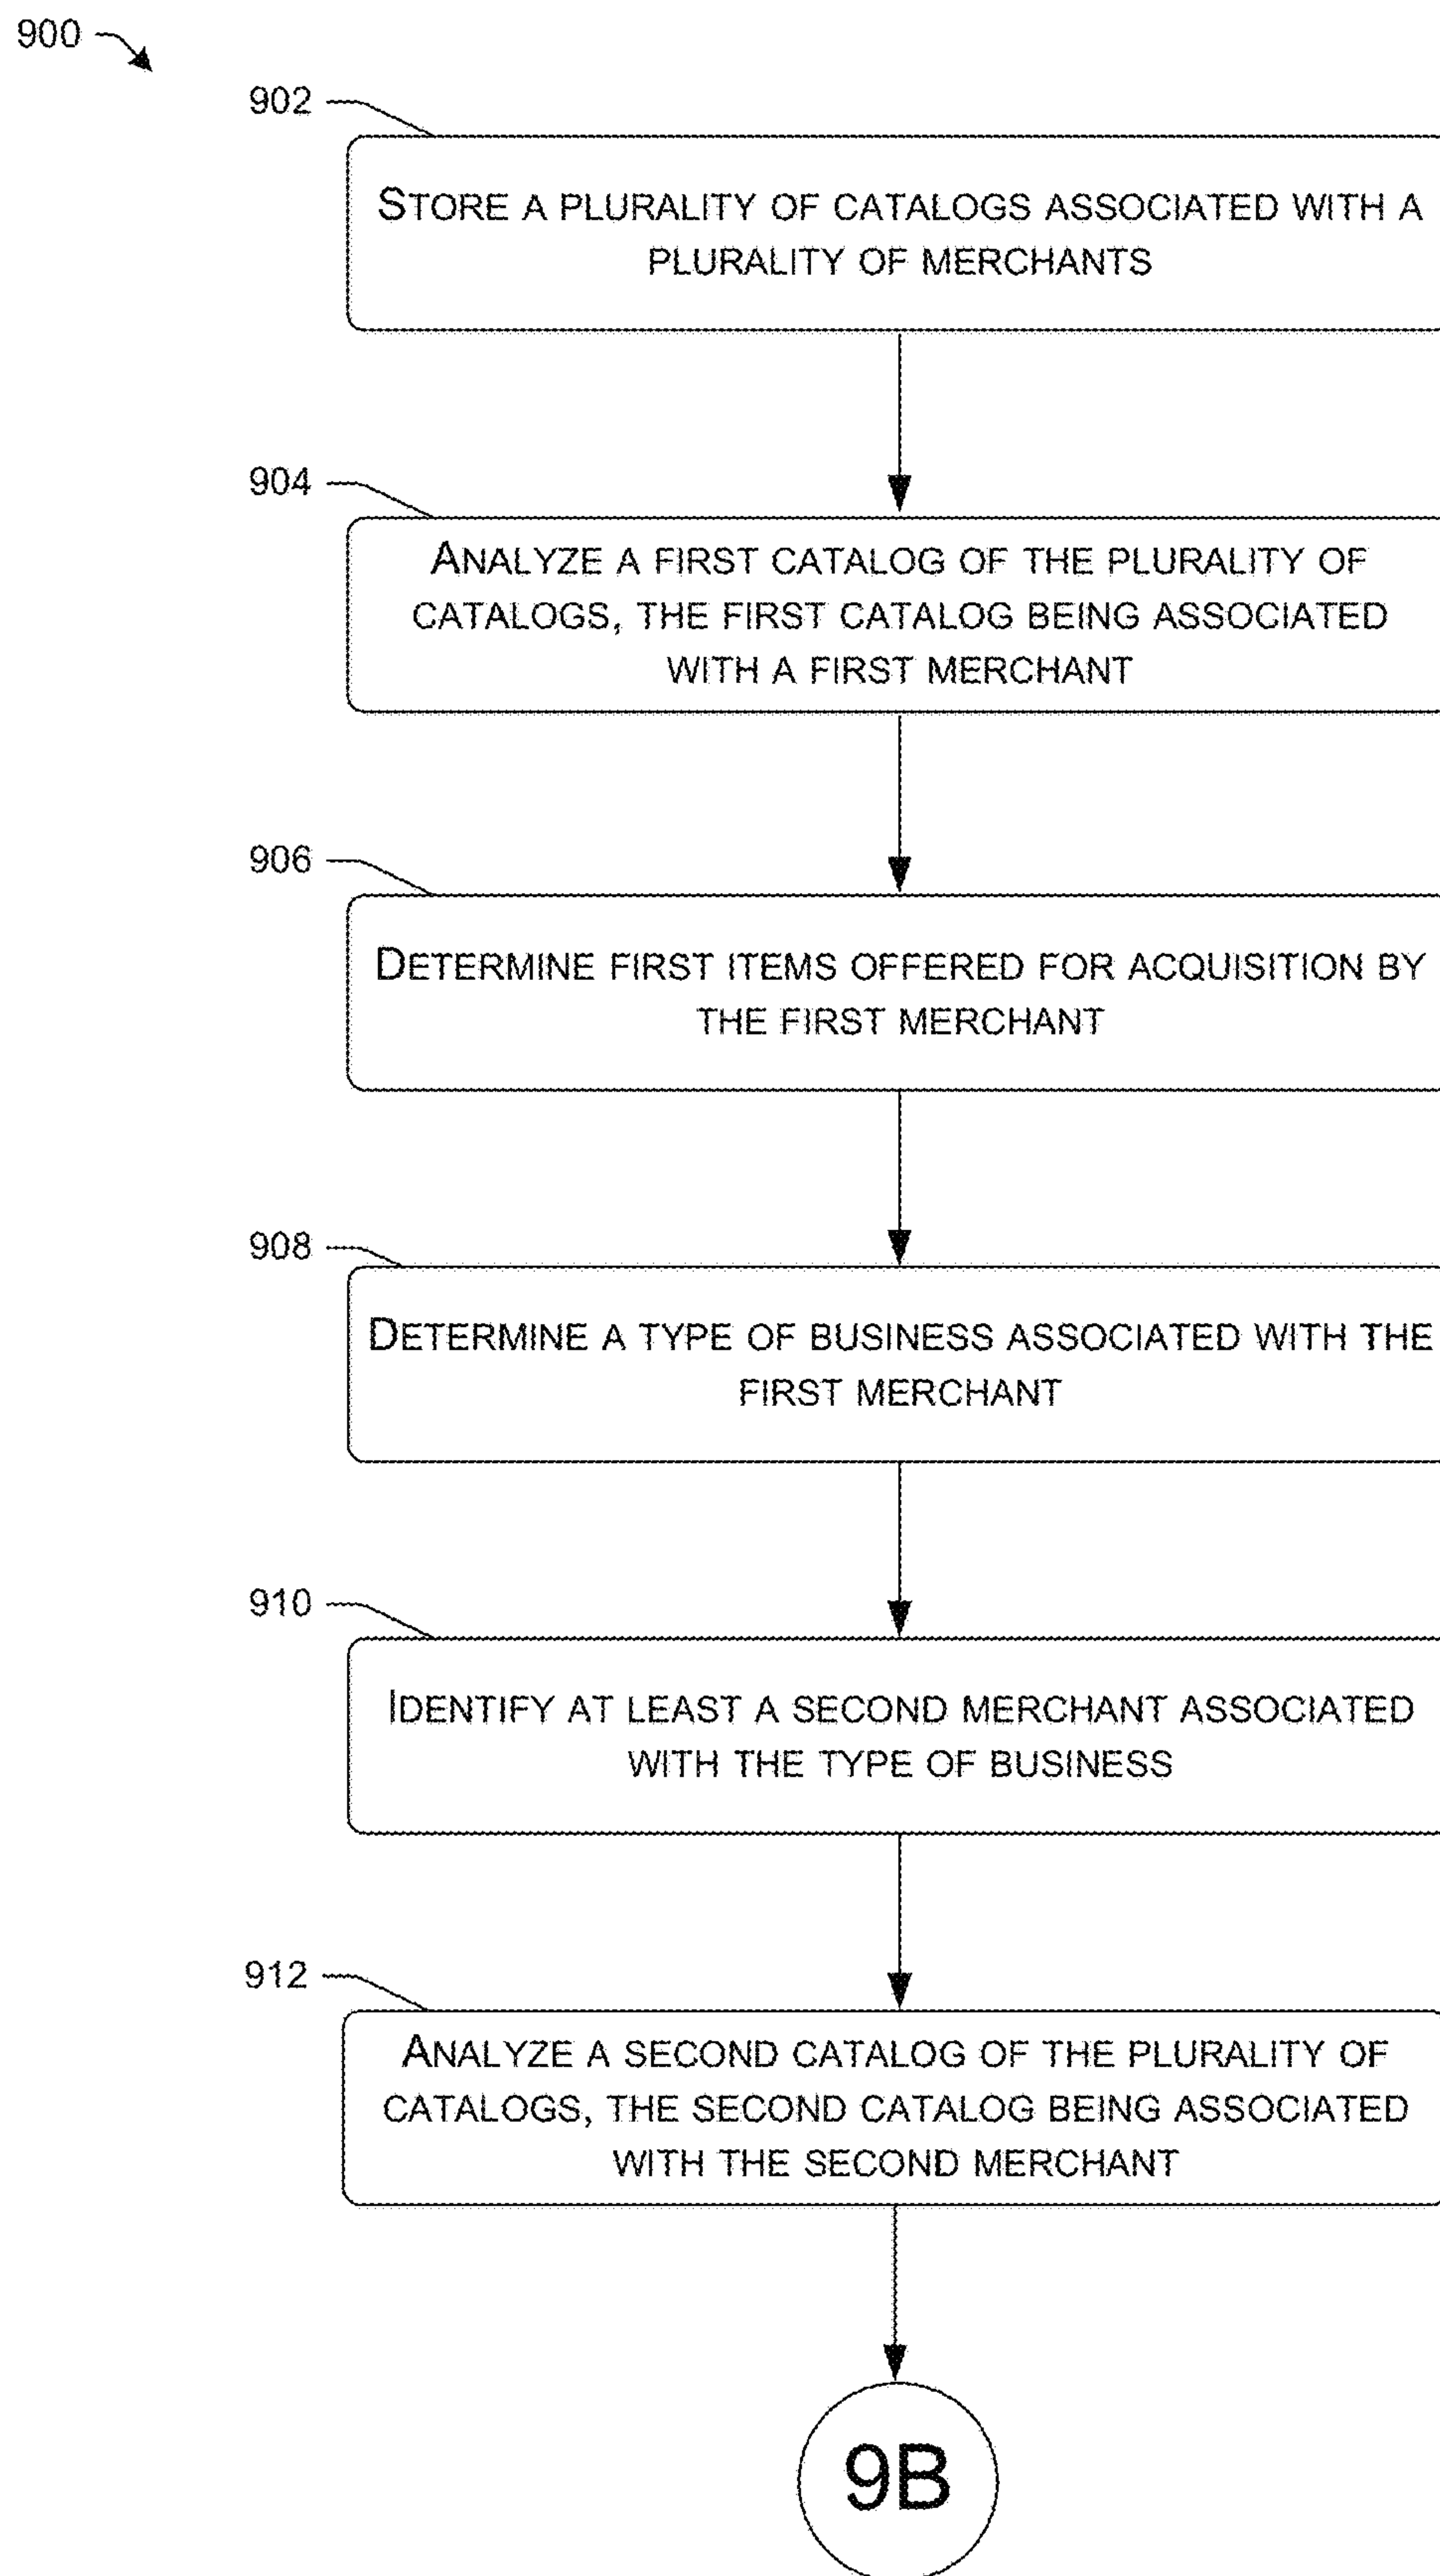 900
902
STORE A PLURALITY OF CATALOGS ASSOCIATED WITH A
PLURALITY OF MERCHANTS
904
ANALYZE A FIRST CATALOG OF THE PLURALITY OF
CATALOGS, THE FIRST CATALOG BEING ASSOCIATED
WITH A FIRST MERCHANT
906
DETERMINE FIRST ITEMS OFFERED FOR ACQUISITION BY
THE FIRST MERCHANT
908
DETERMINE A TYPE OF BUSINESS ASSOCIATED WITH THE
FIRST MERCHANT
910
IDENTIFY AT LEAST A SECOND MERCHANT ASSOCIATED
WITH THE TYPE OF BUSINESS
912
ANALYZE A SECOND CATALOG OF THE PLURALITY OF
CATALOGS, THE SECOND CATALOG BEING ASSOCIATED
WITH THE SECOND MERCHANT
9B